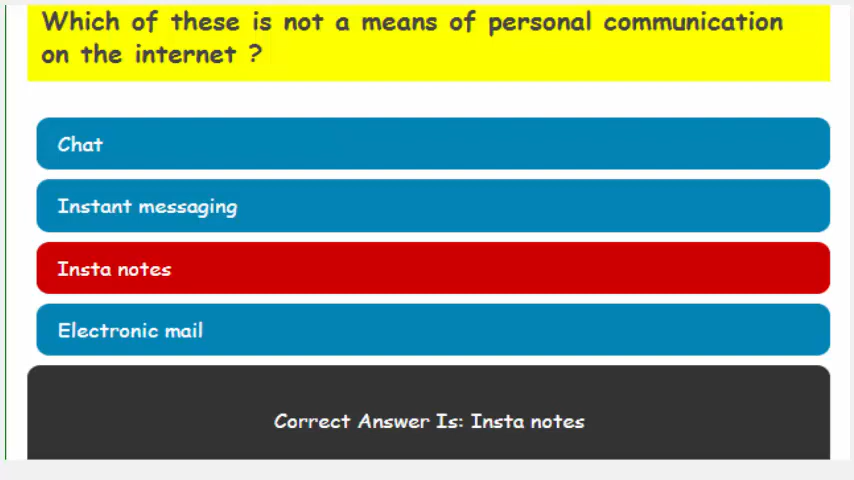 Which of these is not a means of personal communication
on the internet ?
Chat
Instant messaging
Insta notes
Electronic mail
Correct Answer Is: Insta notes